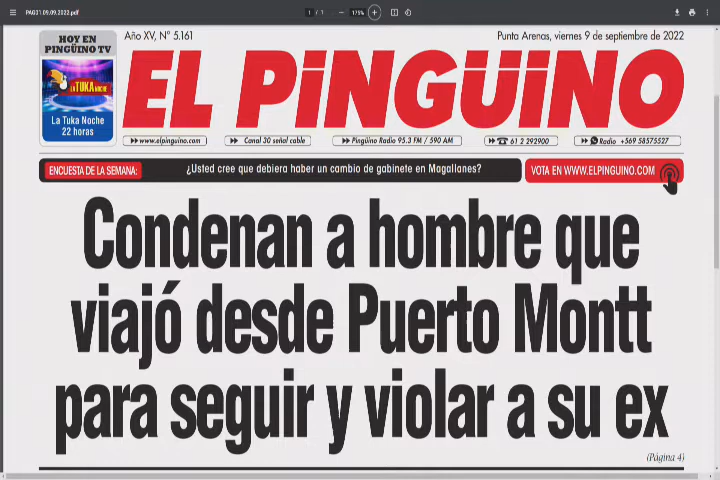 PAG01.09.09.2022.pdf
1 / 1
175%
HOY EN
PINGÜINO TV
LA TUKA NOCHE
La Tuka Noche
22 horas
Año XV, N° 5.161
Punta Arenas, viernes 9 de septiembre de 2022
EL PINGÜINO
www.elpinguino.com
Canal 30 señal cable
Pingüino Radio 95.3 FM / 590 AM
61 2 292900
Radio +569 58575527
ENCUESTA DE LA SEMANA: ¿Usted cree que debiera haber un cambio de gabinete en Magallanes? VOTA EN WWW.ELPINGUINO.COM
Condenan a hombre que
viajó desde Puerto Montt
para seguir y violar a su ex
(Página 4)